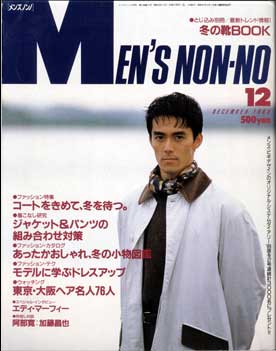 メンズノンノ
●とじ込み別冊/最新トレンド情報!
冬の靴BOOK
MEN'S NON-NO
DECEMBER
12
500yen
●ファッション特集
コートをきめて、冬を待つ。
●着こなし研究
ジャケット&パンツの
組み合わせ対策
●ファッション・カタログ
あったかおしゃれ、冬の小物図鑑
●ファッション・テク
モデルに学ぶドレスアップ
●ウォッチング
東京・大阪ヘア名人76人
●スペシャル・インタビュー
エディ・マーフィー
阿部寛:加藤昌也